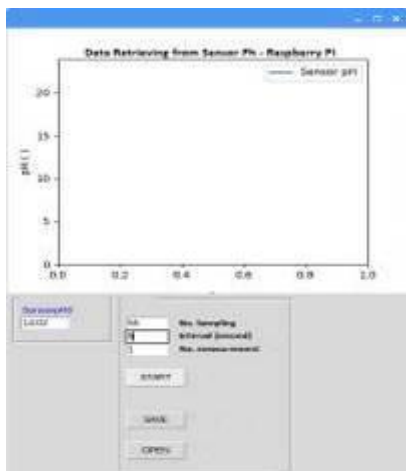 Data Retrieving from Sensor Ph - Raspberry Pi
Sensor pH
20
15
10
5
0
pH ( )
0.0 0.2 0.4 0.6 0.8 1.0
No. Sampling
Interval (second)
No. measurement
START
SAVE
OPEN